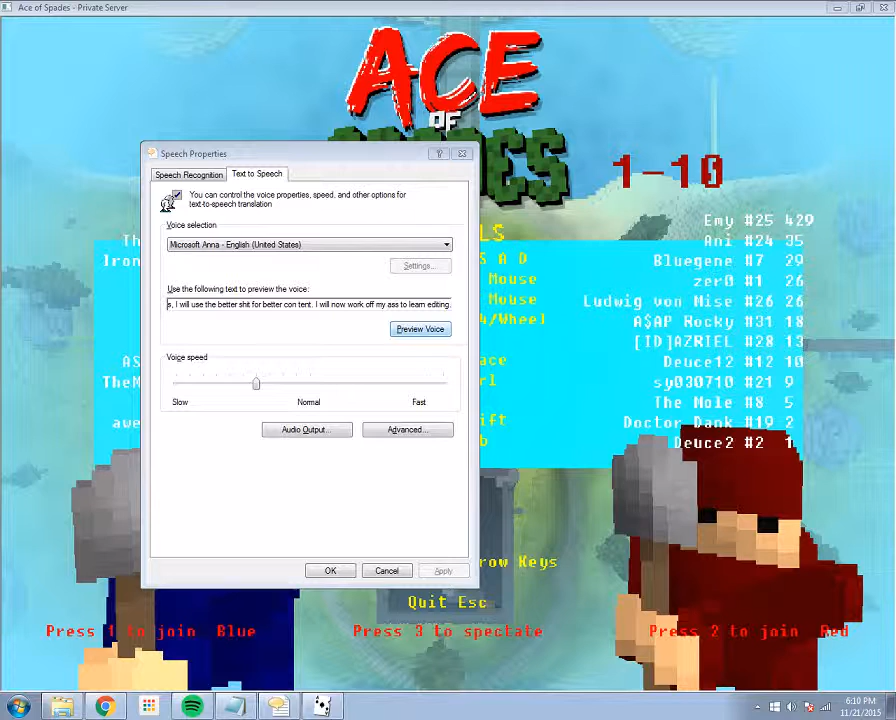 Ace of Spades - Private Server
ACE
OF
Speech Properties
1-10
Speech Recognition
Text to Speech
You can control the voice properties, speed, and other options for
text-to-speech translation
Voice selection
Microsoft Anna - English (United States)
Settings...
Use the following text to preview the voice:
s, I will use the better shit for better con tent. I will now work off my ass to learn editing.
Preview Voice
Voice speed
Slow
Normal
Fast
Audio Output...
Advanced...
OK
Cancel
Apply
LS
S A D
Mouse
Mouse
4/Wheel
Emy #25 429
Ani #24 35
Bluegene #7 29
zer0 #1 26
Ludwig von Mise #26 26
A$AP Rocky #31 18
[ID]AZRIEL #28 13
Deuce12 #12 10
sy030710 #21 9
The Mole #8 5
Doctor Dank #19 2
Deuce2 #2 1
row Keys
Quit Esc
Press 1 to join Blue
Press 3 to spectate
Press 2 to join Red
6:10 PM
11/21/2015